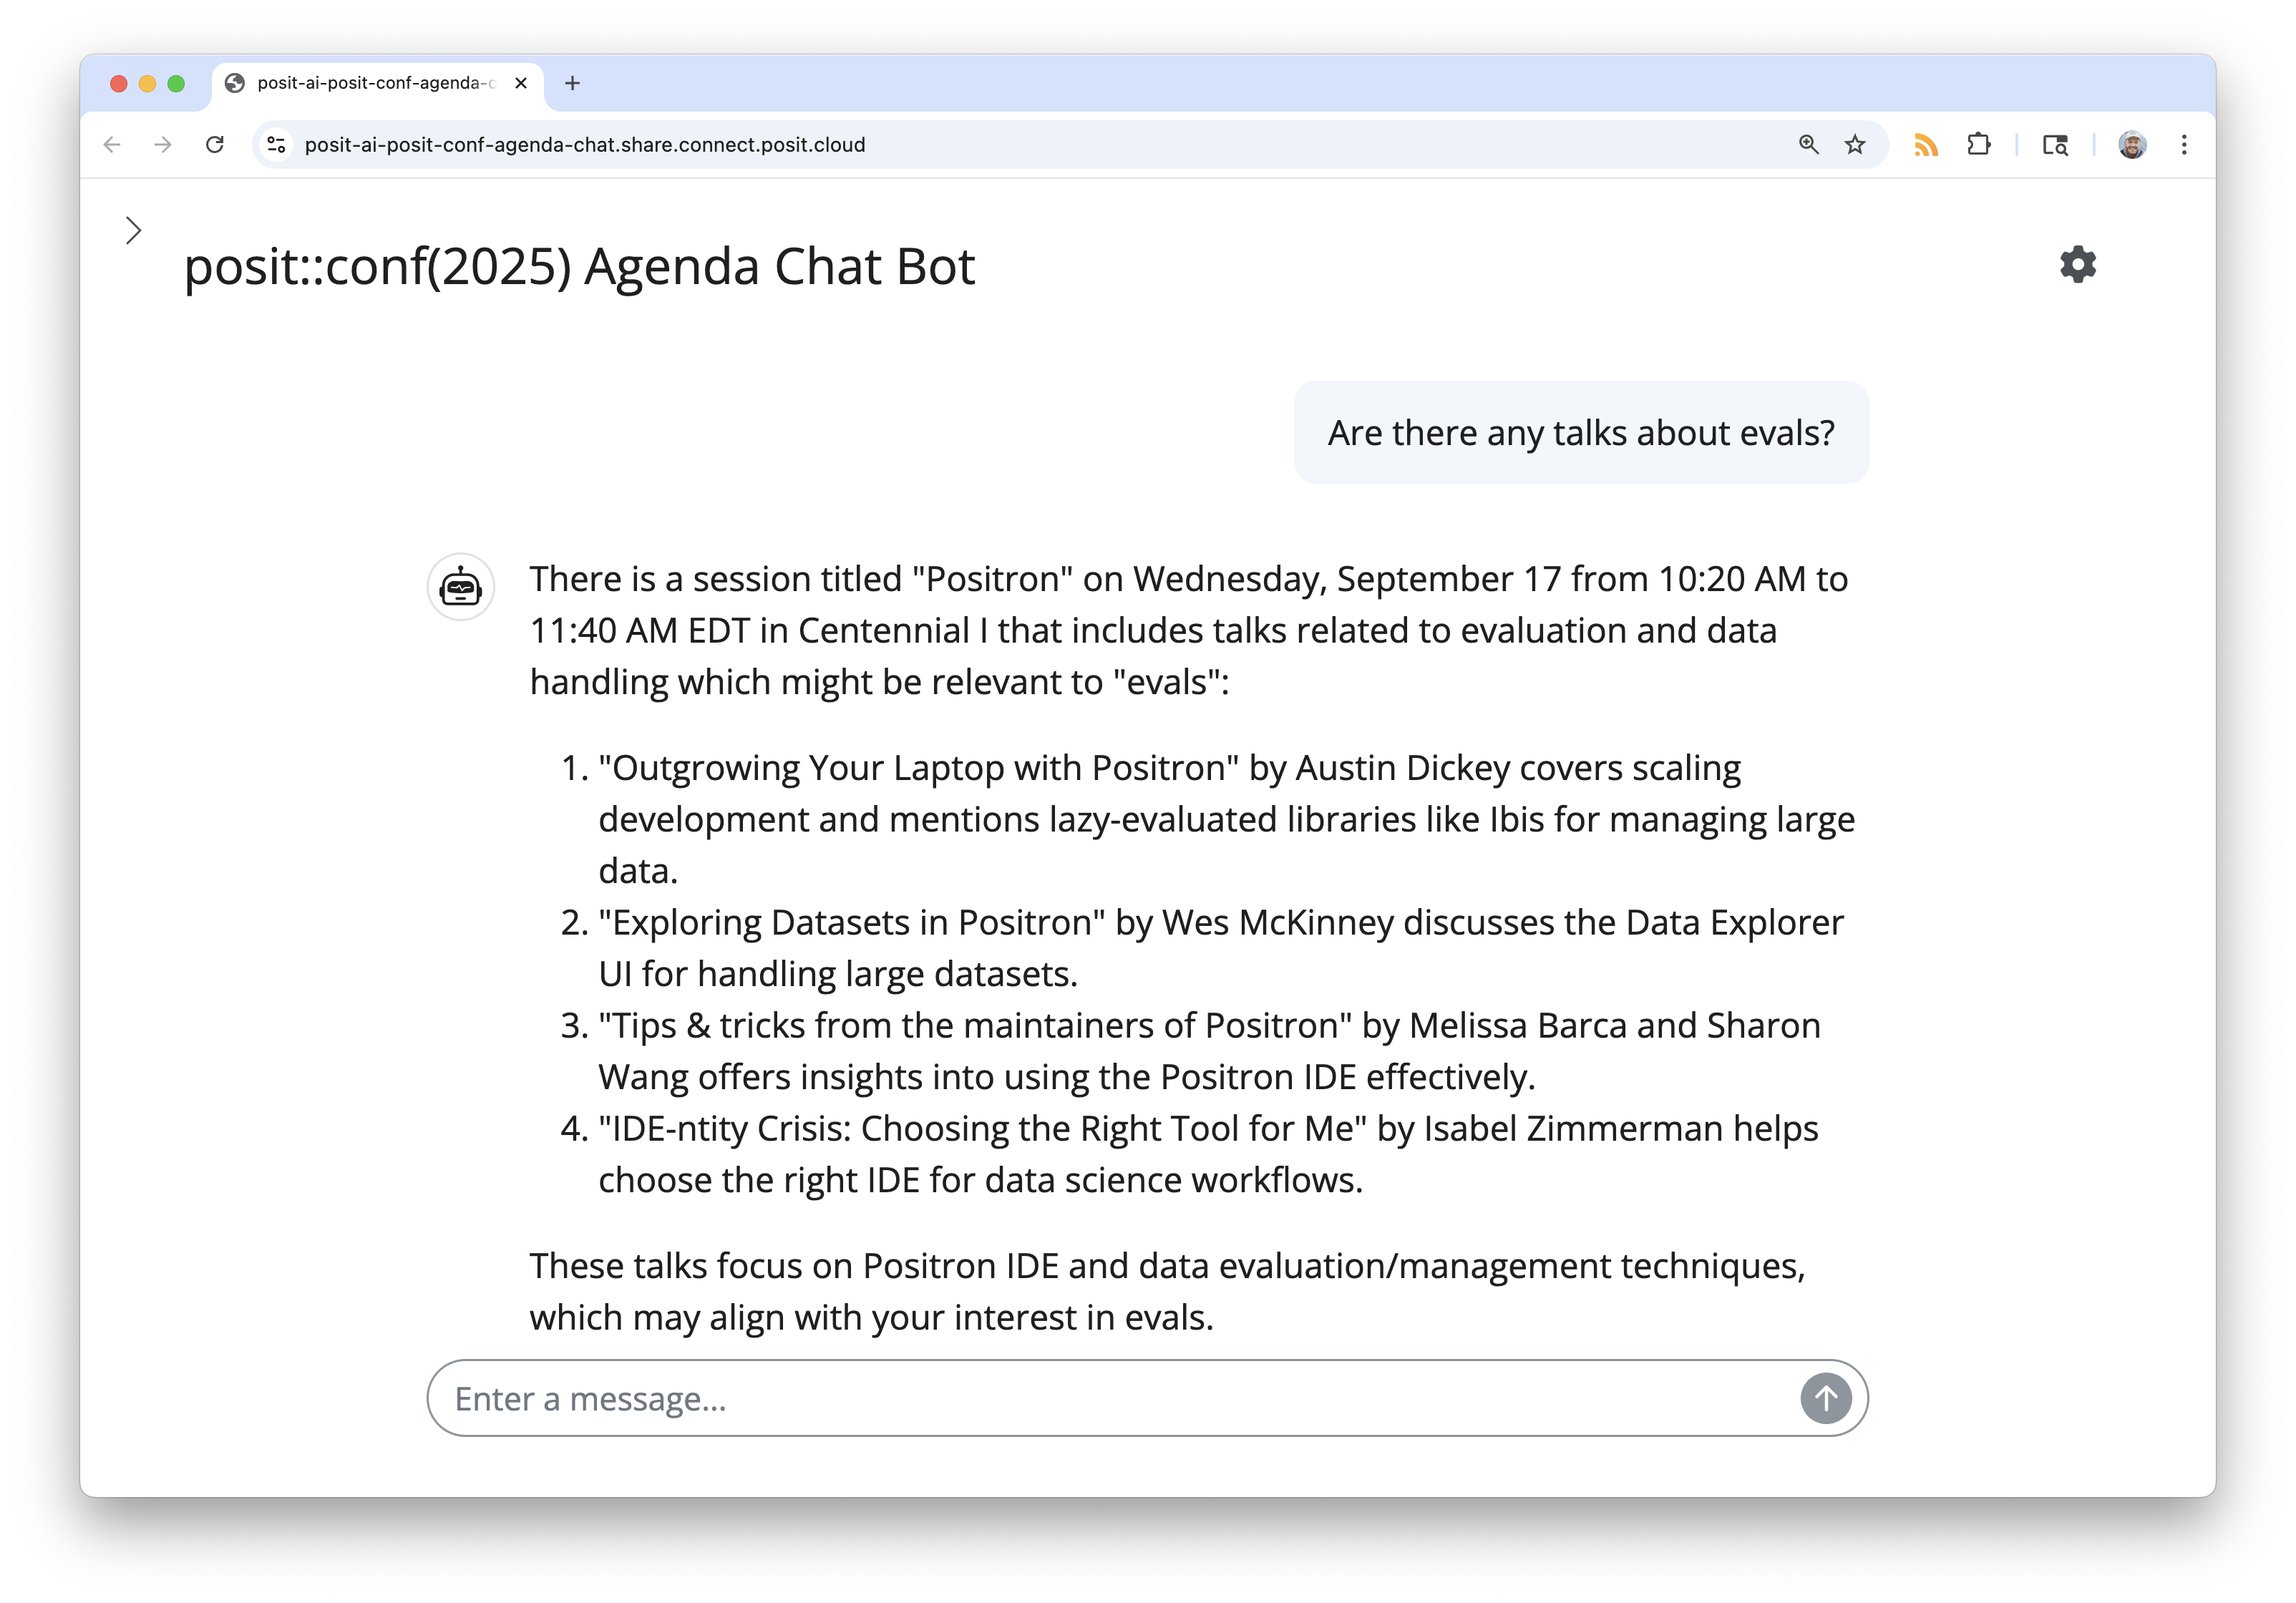 posit-ai-posit-conf-agenda-c
posit-ai-posit-conf-agenda-chat.share.connect.posit.cloud
posit::conf(2025) Agenda Chat Bot
Are there any talks about evals?
There is a session titled "Positron" on Wednesday, September 17 from 10:20 AM to
11:40 AM EDT in Centennial I that includes talks related to evaluation and data
handling which might be relevant to "evals":
1. "Outgrowing Your Laptop with Positron" by Austin Dickey covers scaling
development and mentions lazy-evaluated libraries like Ibis for managing large
data.
2. "Exploring Datasets in Positron" by Wes McKinney discusses the Data Explorer
UI for handling large datasets.
3. "Tips & tricks from the maintainers of Positron" by Melissa Barca and Sharon
Wang offers insights into using the Positron IDE effectively.
4. "IDE-ntity Crisis: Choosing the Right Tool for Me" by Isabel Zimmerman helps
choose the right IDE for data science workflows.
These talks focus on Positron IDE and data evaluation/management techniques,
which may align with your interest in evals.
Enter a message...